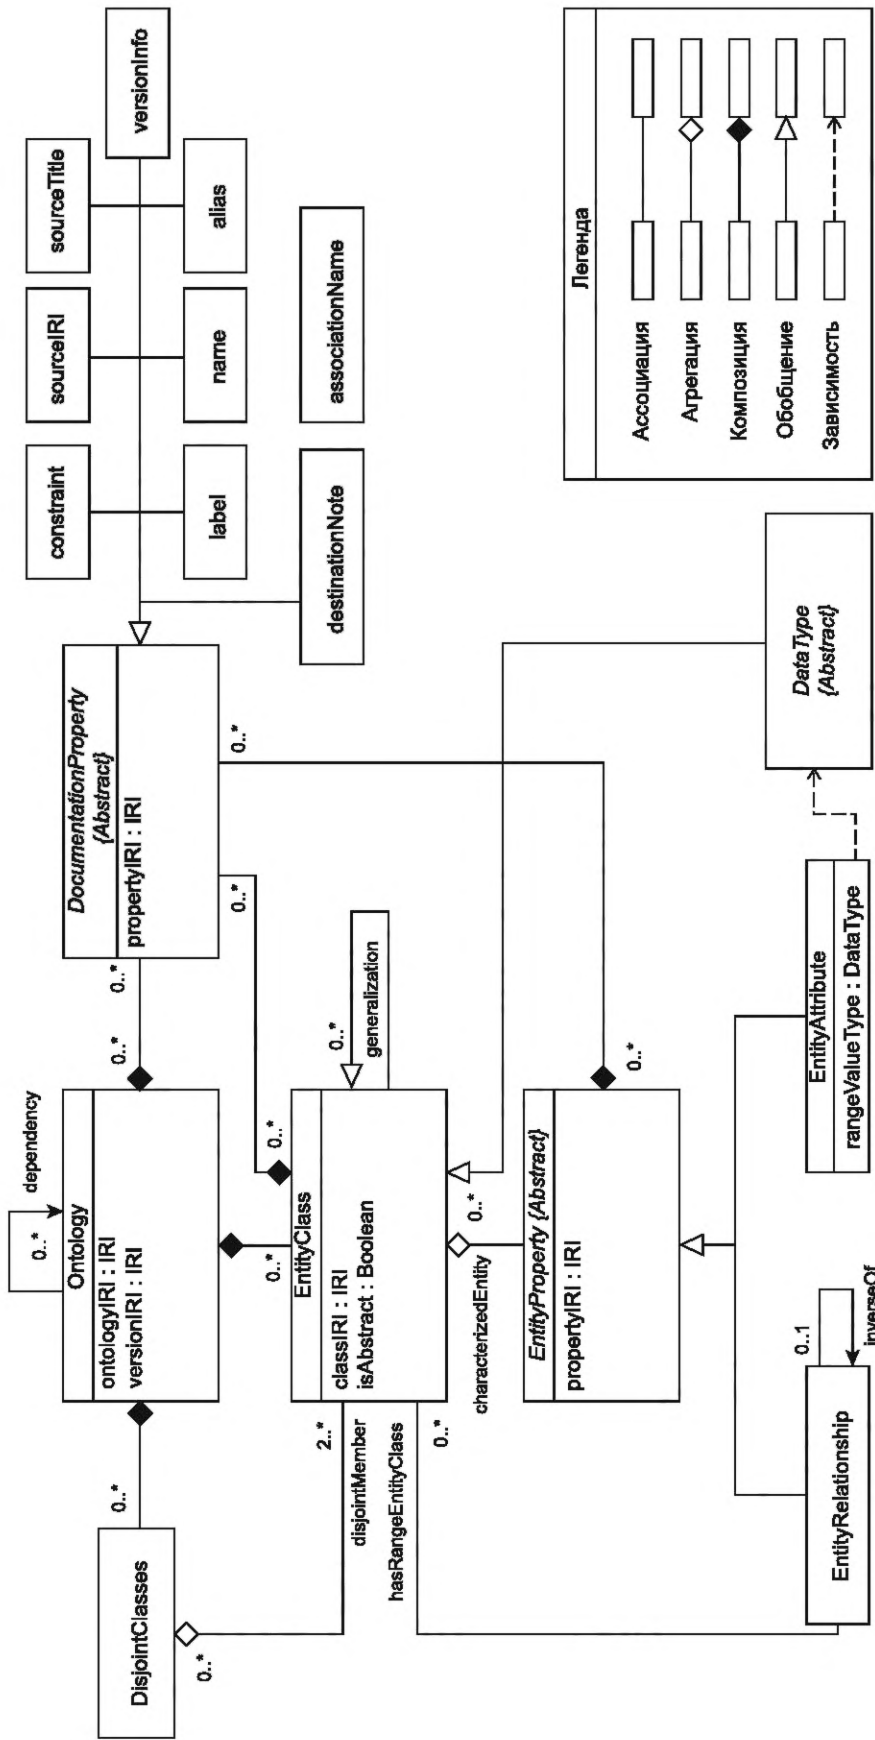 dependency
0..*
Ontology
ontologyIRI : IRI
versionIRI : IRI
0..*
0..*
DocumentationProperty
{Abstract}
propertyIRI : IRI
0..*
0..*
constraint
sourceIRI
sourceTitle
versionInfo
label
name
alias
destinationNote
associationName
DisjointClasses
0..*
0..*
0..*
0..*
EntityClass
classIRI : IRI
isAbstract : Boolean
0..*
generalization
2..*
disjointMember
0..*
hasRangeEntityClass
characterizedEntity
0..*
EntityProperty {Abstract}
propertyIRI : IRI
0..*
EntityRelationship
0..1
inverseOf
EntityAttribute
rangeValueType : DataType
DataType
{Abstract}
Легенда
Ассоциация
Агрегация
Композиция
Обобщение
Зависимость